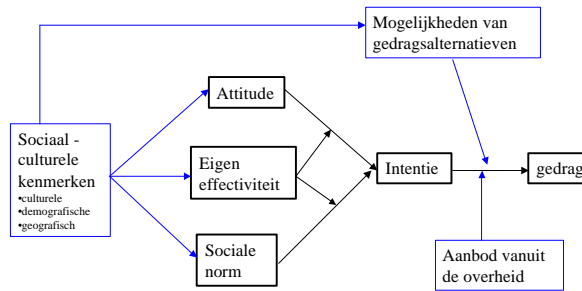 Mogelijkheden van
gedragsalternatieven
Attitude
Sociaal -
culturele
kenmerken
•culturele
•demografische
•geografisch
Eigen
effectiviteit
Intentie
gedrag
Sociale
norm
Aanbod vanuit
de overheid